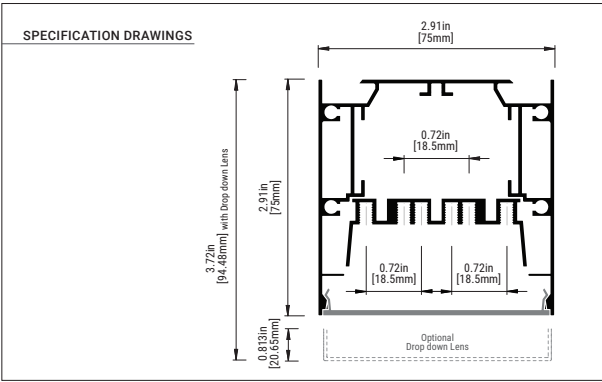 SPECIFICATION DRAWINGS
2.91in
[75mm]
0.72in
[18.5mm]
2.91in
[75mm]
3.72in
[94.48mm] with Drop down Lens
0.72in
[18.5mm]
0.72in
[18.5mm]
0.813in
[20.65mm]
Optional
Drop down Lens